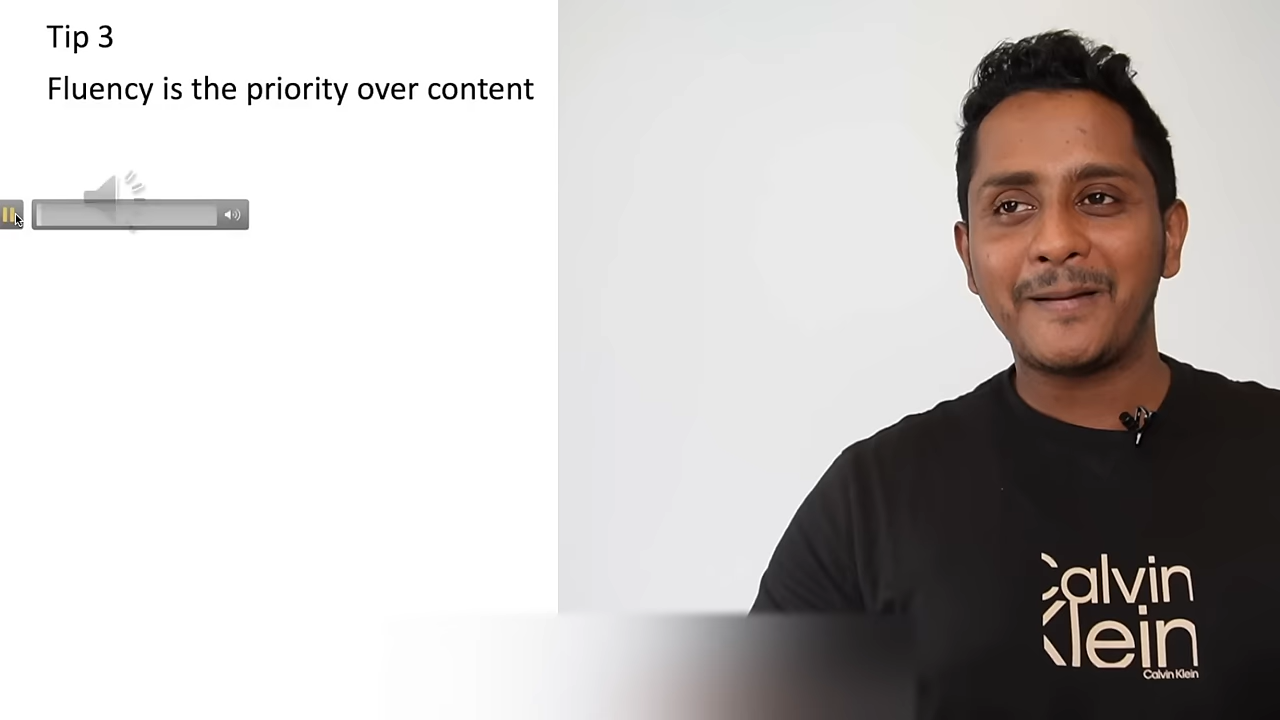 Tip 3
Fluency is the priority over content
Calvin
Klein
Calvin Klein